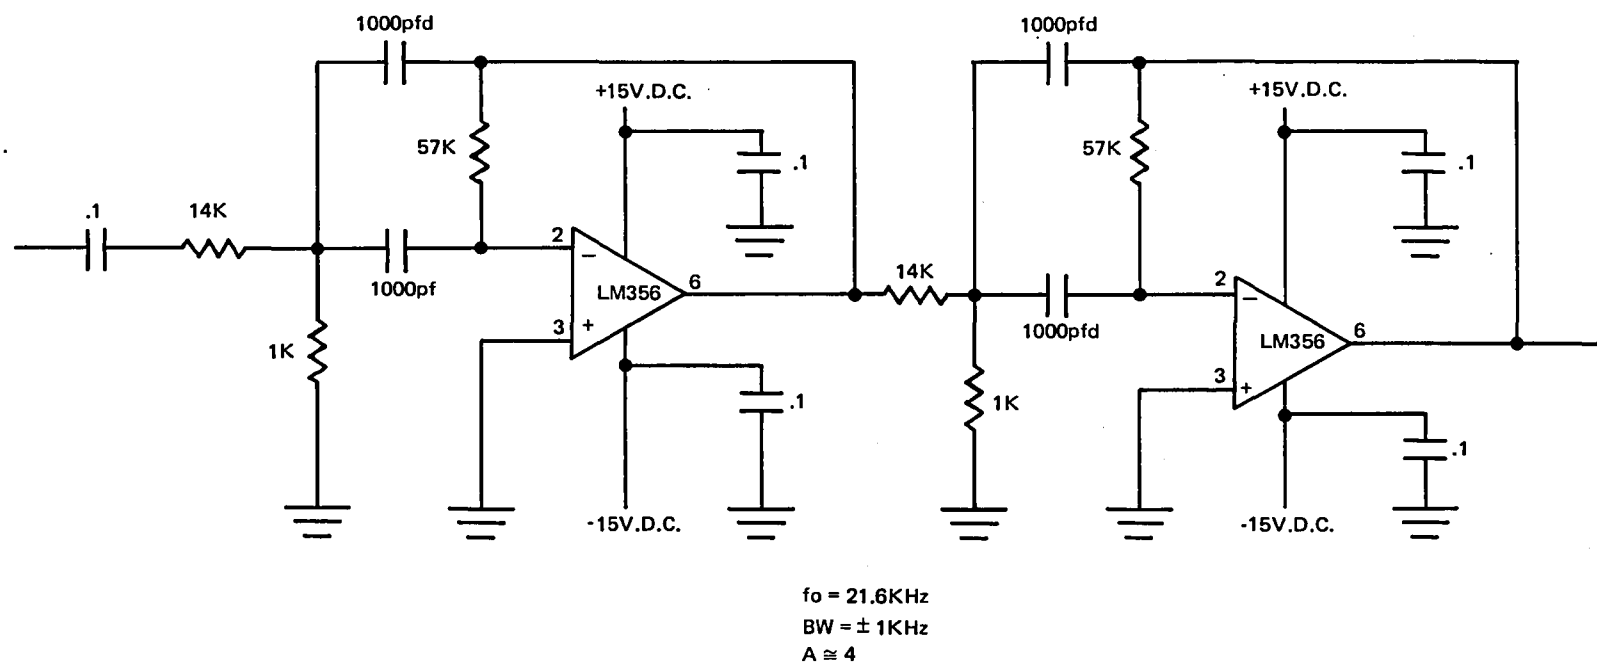 1000pfd
1000pfd
+15V.D.C.
+15V.D.C.
57K
.1
57K
.1
.1
14K
2
1000pf
−
LM356
6
14K
2
1000pfd
−
LM356
6
1K
3
+
3
+
1K
.1
.1
-15V.D.C.
-15V.D.C.
fo = 21.6KHz
BW = ± 1KHz
A ≅ 4